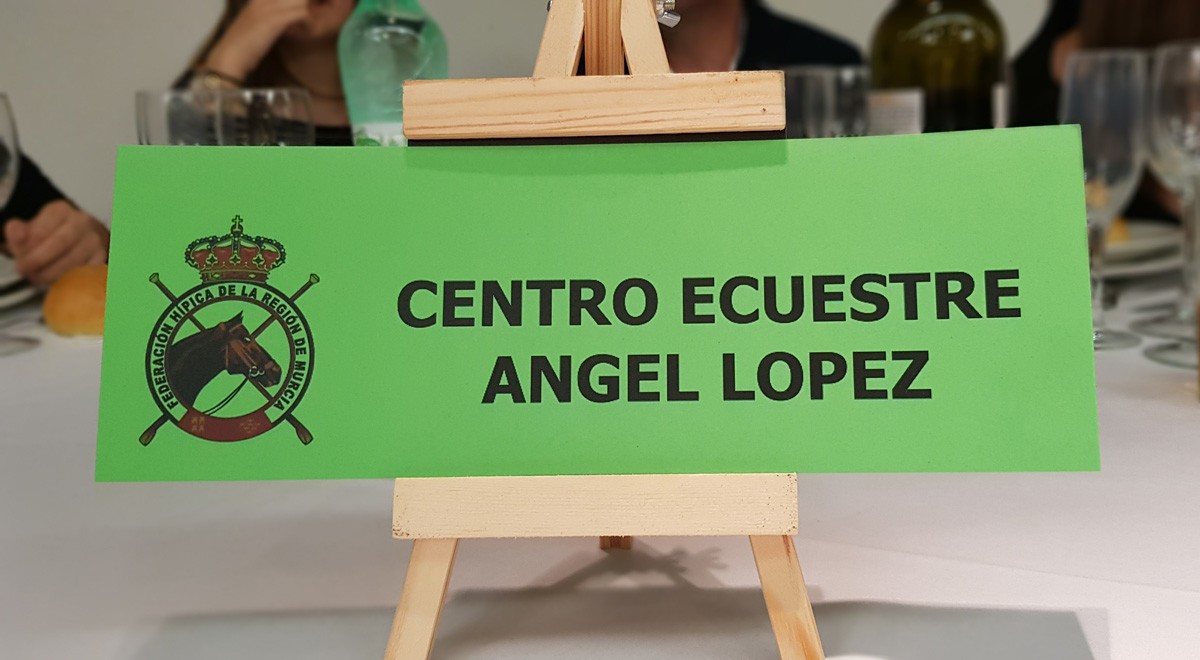 FEDERACIÓN HÍPICA DE LA REGIÓN DE MURCIA
CENTRO ECUESTRE
ANGEL LOPEZ